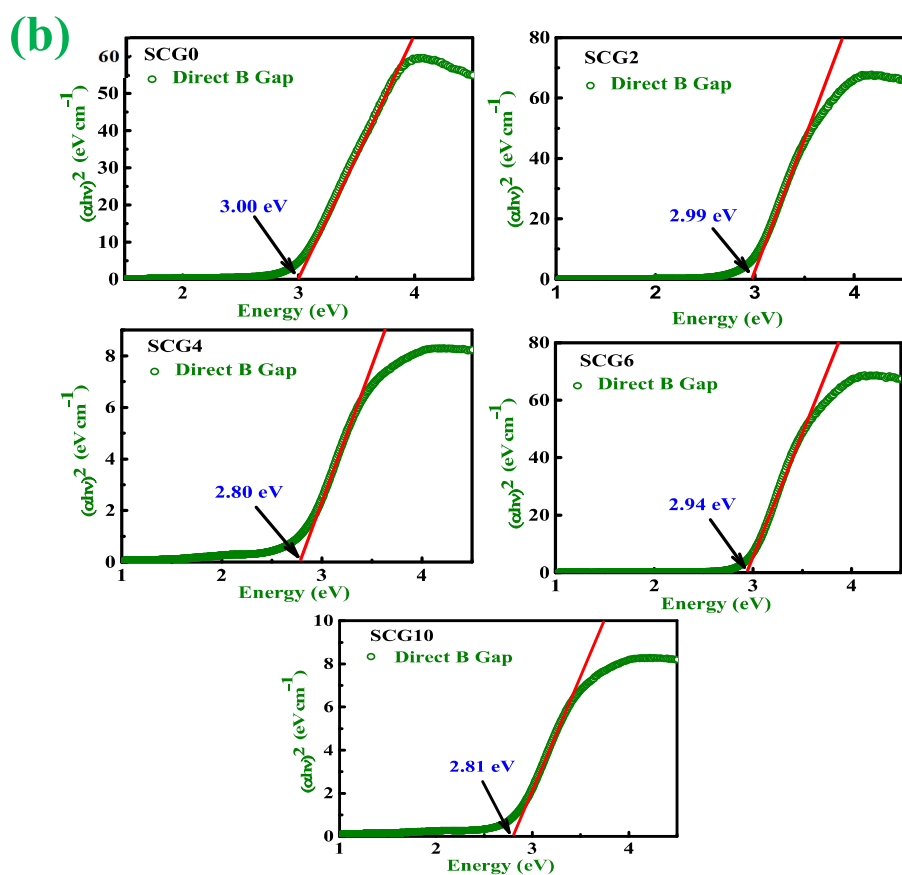 (b)
SCG0
Direct B Gap
3.00 eV
(αhν)² (eV cm⁻¹)
60
50
40
30
20
10
0
2 3 4
Energy (eV)
SCG2
Direct B Gap
2.99 eV
(αhν)² (eV cm⁻¹)
80
60
40
20
0
1 2 3 4
Energy (eV)
SCG4
Direct B Gap
2.80 eV
(αhν)² (eV cm⁻¹)
8
6
4
2
0
1 2 3 4
Energy (eV)
SCG6
Direct B Gap
2.94 eV
(αhν)² (eV cm⁻¹)
80
60
40
20
0
1 2 3 4
Energy (eV)
SCG10
Direct B Gap
2.81 eV
(αhν)² (eV cm⁻¹)
10
8
6
4
2
0
1 2 3 4
Energy (eV)